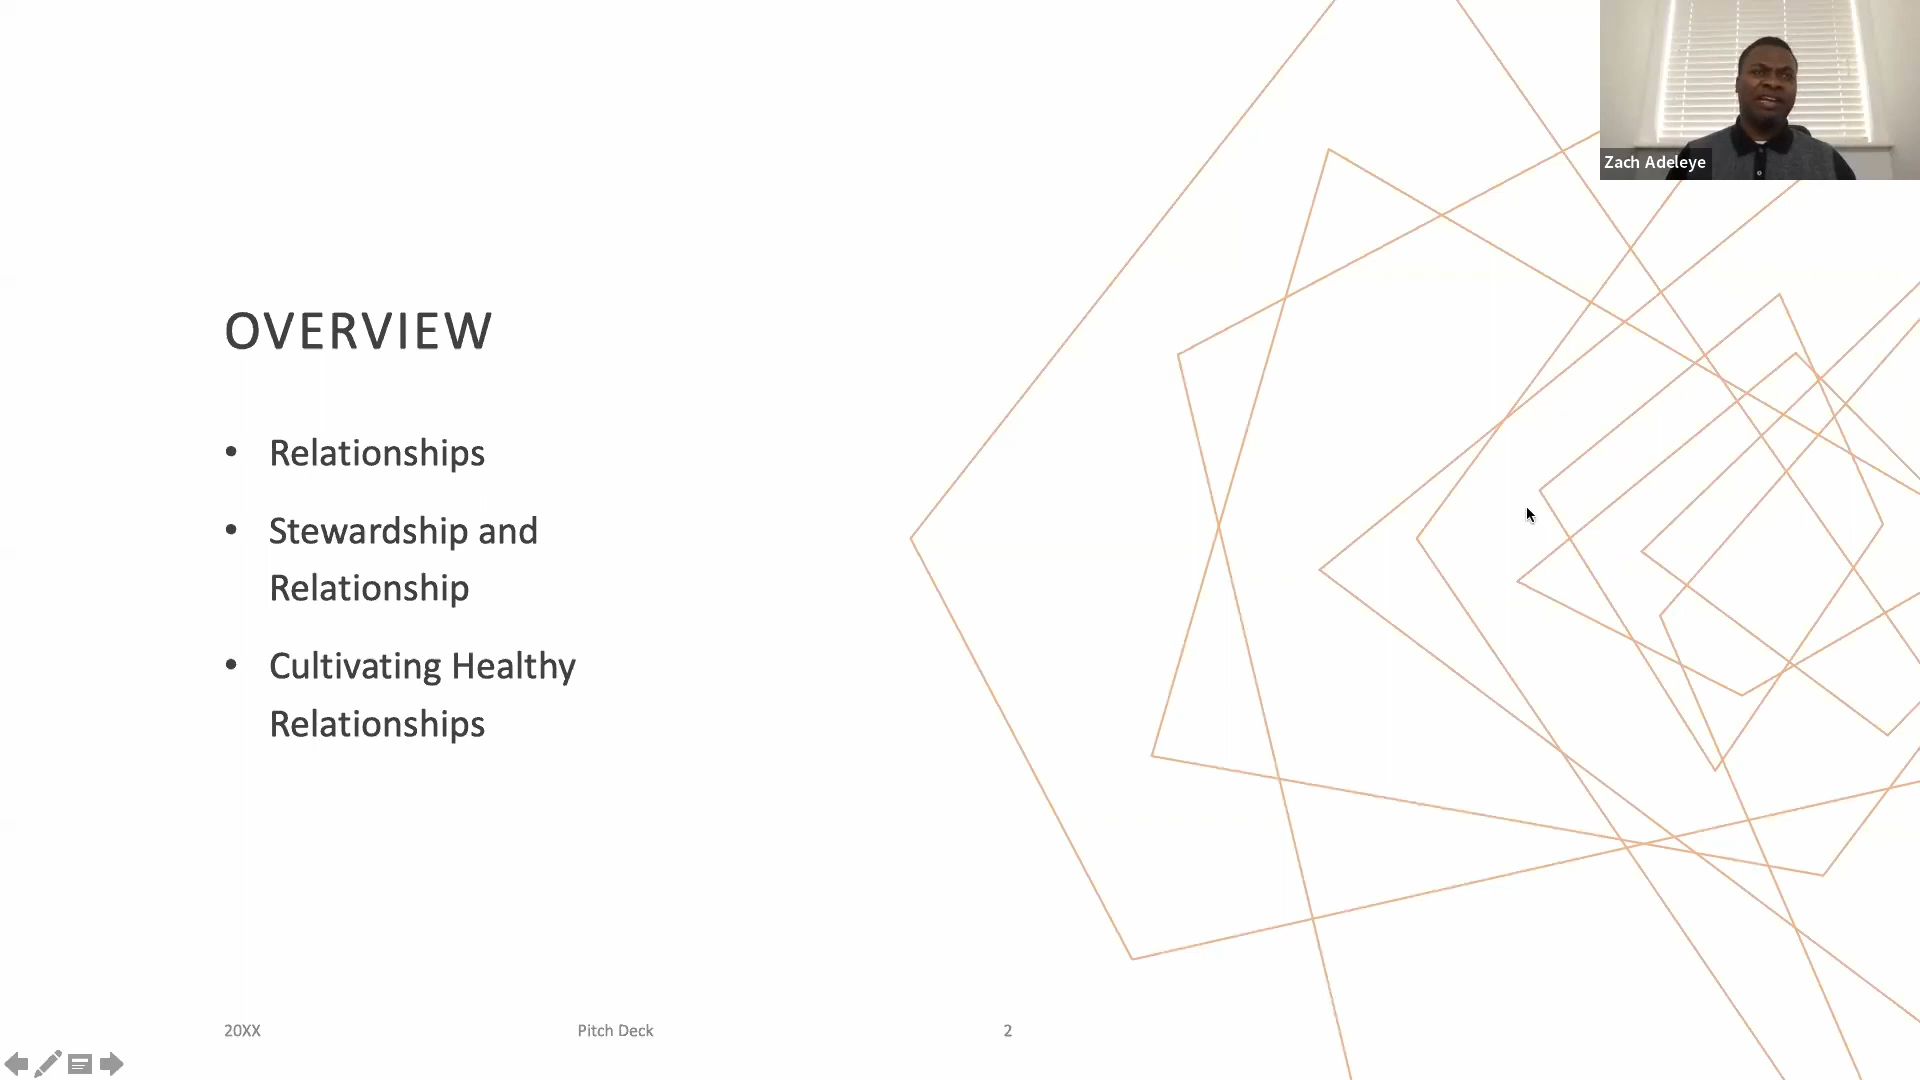 Zach Adeleye
OVERVIEW
• Relationships
• Stewardship and
Relationship
• Cultivating Healthy
Relationships
20XX
Pitch Deck
2